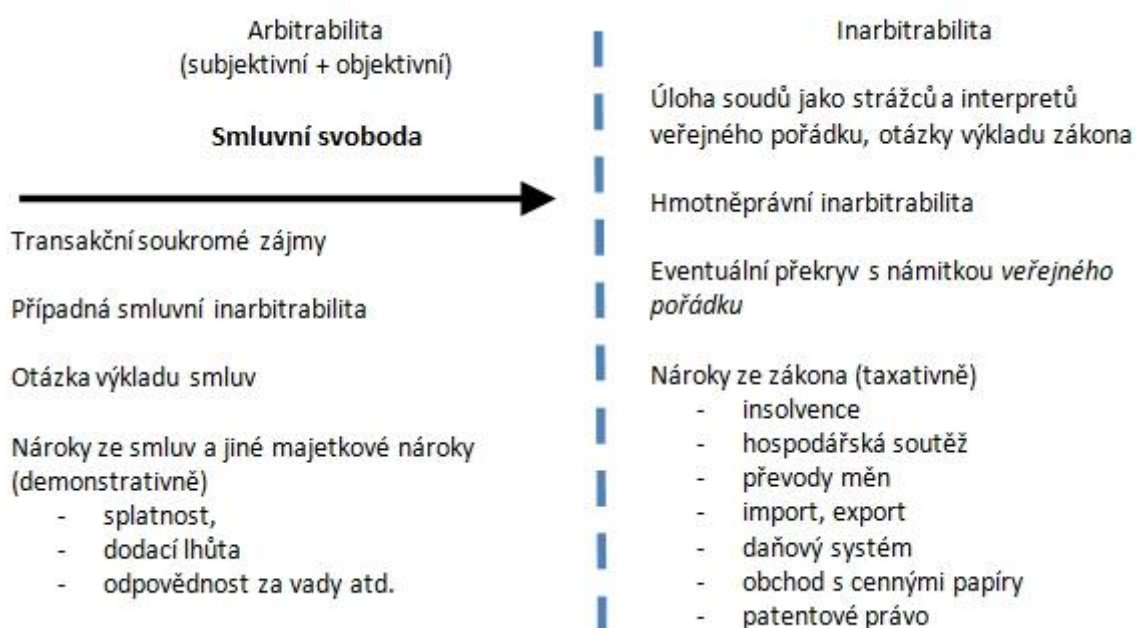 Arbitrabilita
(subjektivní + objektivní)
Smluvní svoboda
Transakční soukromé zájmy
Případná smluvní inarbitrabilita
Otázka výkladu smluv
Nároky ze smluv a jiné majetkové nároky
(demonstrativně)
- splatnost,
- dodací lhůta
- odpovědnost za vady atd.
Inarbitrabilita
Úloha soudů jako strážců a interpretů
veřejného pořádku, otázky výkladu zákona
Hmotněprávní inarbitrabilita
Eventuální překryv s námitkou veřejného
pořádku
Nároky ze zákona (taxativně)
- insolvence
- hospodářská soutěž
- převody měn
- import, export
- daňový systém
- obchod s cennými papíry
- patentové právo